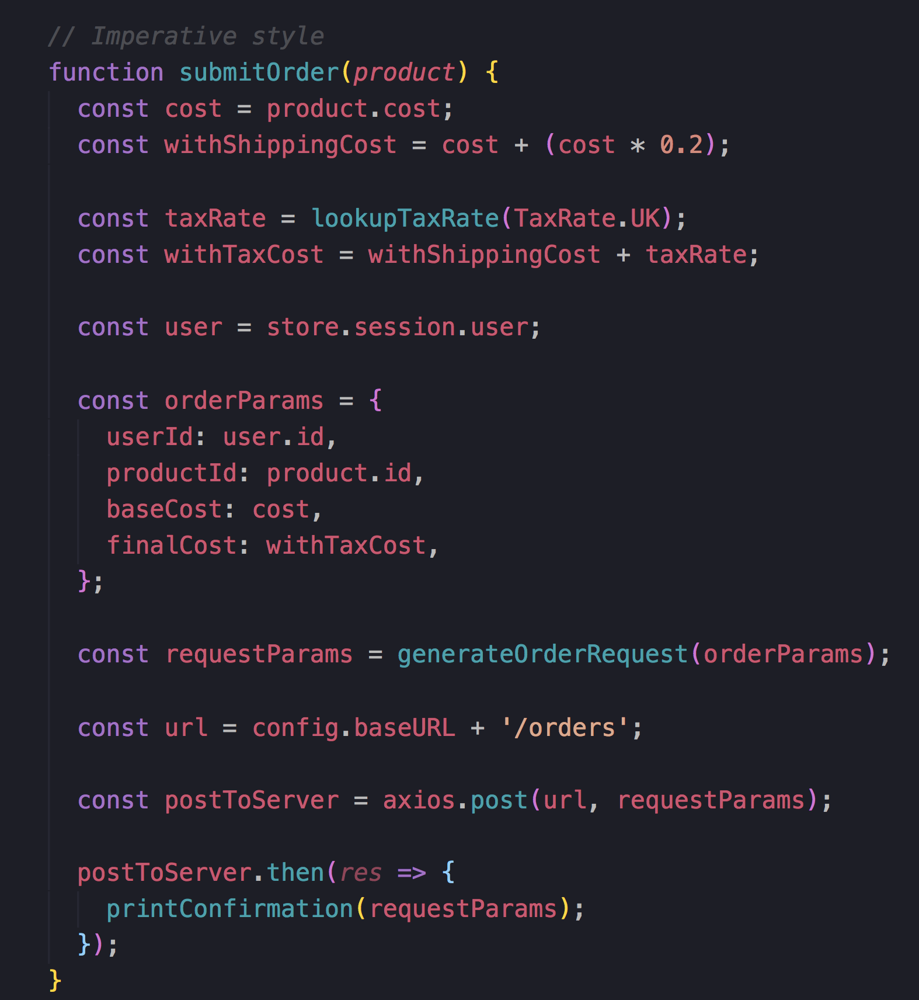 // Imperative style
function submitOrder(product) {
const cost = product.cost;
const withShippingCost = cost + (cost * 0.2);
const taxRate = lookupTaxRate(TaxRate.UK);
const withTaxCost = withShippingCost + taxRate;
const user = store.session.user;
const orderParams = {
userId: user.id,
productId: product.id,
baseCost: cost,
finalCost: withTaxCost,
};
const requestParams = generateOrderRequest(orderParams);
const url = config.baseURL + '/orders';
const postToServer = axios.post(url, requestParams);
postToServer.then(res => {
printConfirmation(requestParams);
});
}